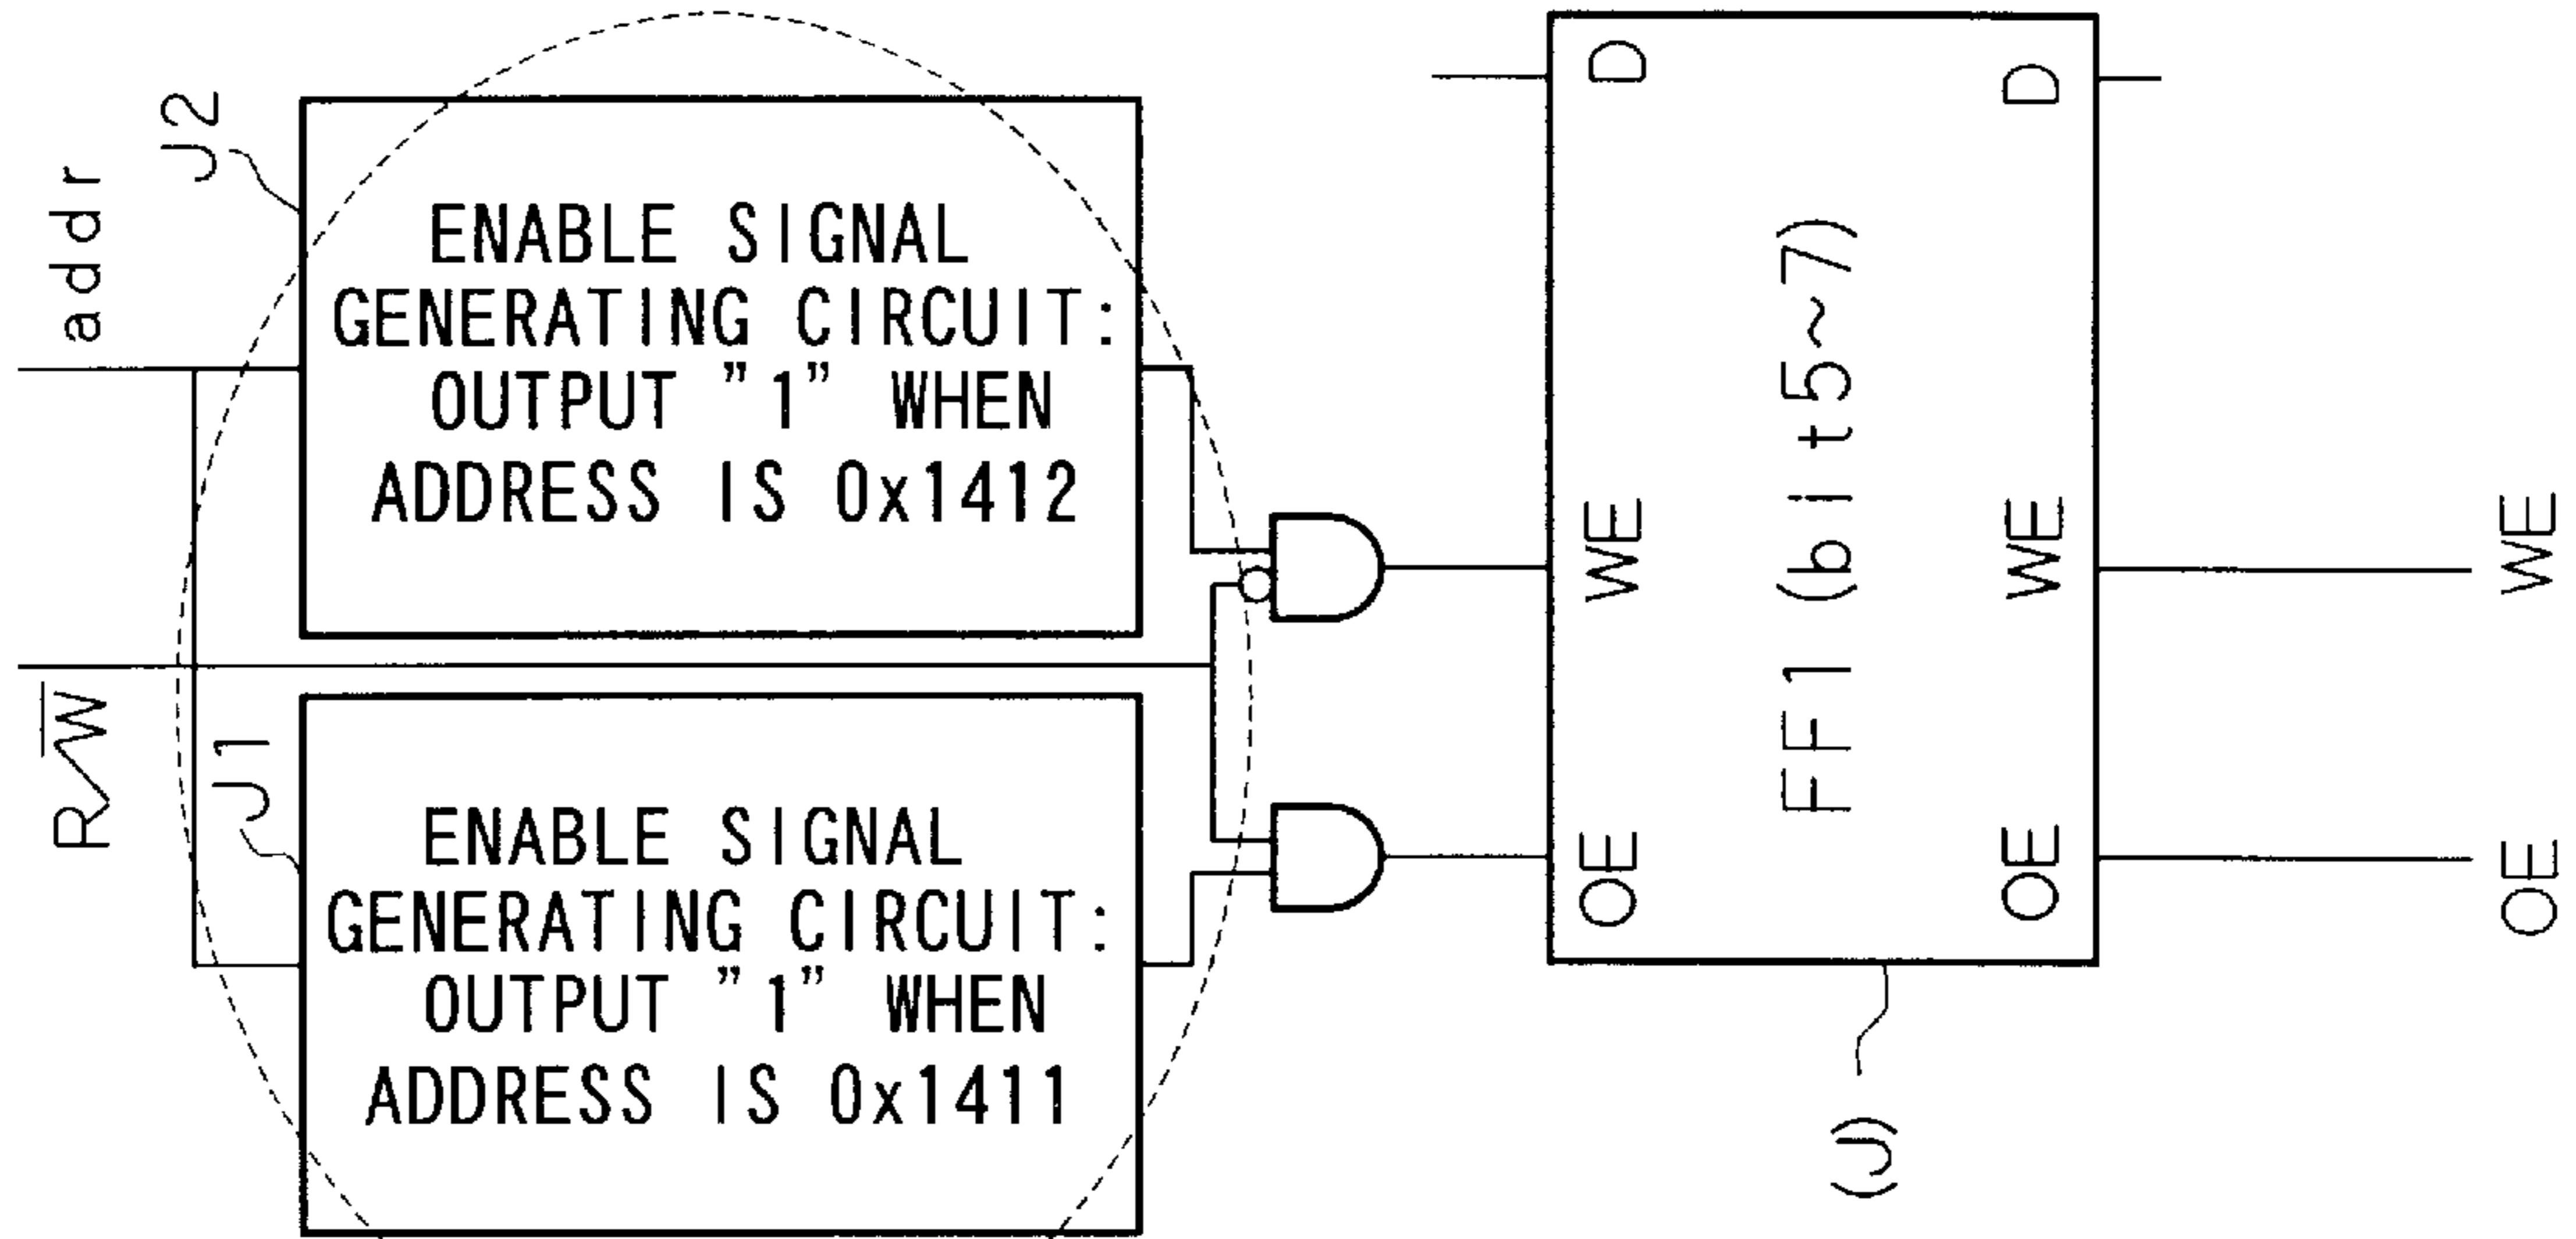 addr
J2
ENABLE SIGNAL
GENERATING CIRCUIT:
OUTPUT "1" WHEN
ADDRESS IS 0x1412
R/W̅
J1
ENABLE SIGNAL
GENERATING CIRCUIT:
OUTPUT "1" WHEN
ADDRESS IS 0x1411
D
WE
OE
FF1 (bit5~7)
D
WE
OE
(J)
WE
OE